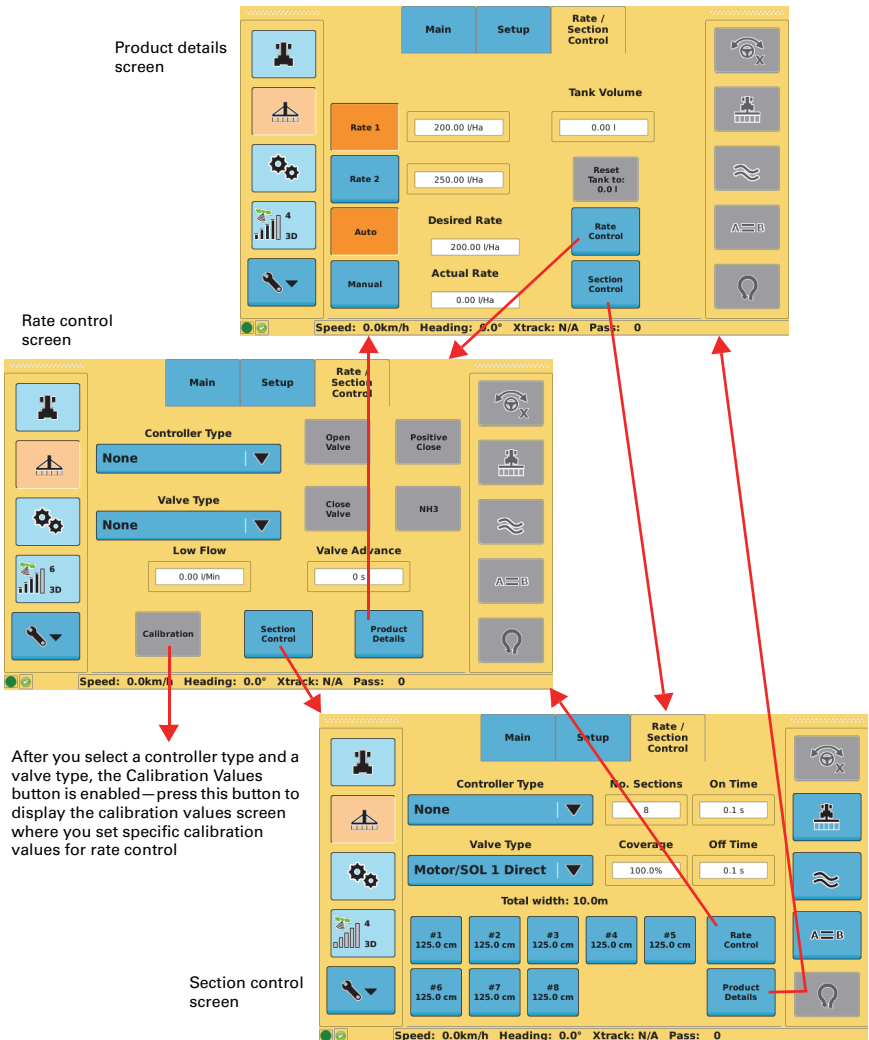 Product details
screen
Main
Setup
Rate /
Section
Control
X
Tank Volume
Rate 1
200.00 l/Ha
0.00 l
Rate 2
250.00 l/Ha
Reset
Tank to:
0.0 l
4
3D
Auto
Desired Rate
200.00 l/Ha
Rate
Control
A
B
Manual
Actual Rate
0.00 l/Ha
Section
Control
Speed: 0.0km/h Heading: 0.0° Xtrack: N/A Pass: 0
Rate control
screen
Main
Setup
Rate /
Section
Control
X
Controller Type
None
Open
Valve
Positive
Close
Valve Type
None
Close
Valve
NH3
Low Flow
0.00 l/Min
Valve Advance
0 s
6
3D
A
B
Calibration
Section
Control
Product
Details
Speed: 0.0km/h Heading: 0.0° Xtrack: N/A Pass: 0
After you select a controller type and a
valve type, the Calibration Values
button is enabled—press this button to
display the calibration values screen
where you set specific calibration
values for rate control
Main
Setup
Rate /
Section
Control
X
Controller Type
None
No. Sections
8
On Time
0.1 s
Valve Type
Motor/SOL 1 Direct
Coverage
100.0%
Off Time
0.1 s
Total width: 10.0m
4
3D
#1
125.0 cm
#2
125.0 cm
#3
125.0 cm
#4
125.0 cm
#5
125.0 cm
Rate
Control
A
B
#6
125.0 cm
#7
125.0 cm
#8
125.0 cm
Product
Details
Section control
screen
Speed: 0.0km/h Heading: 0.0° Xtrack: N/A Pass: 0